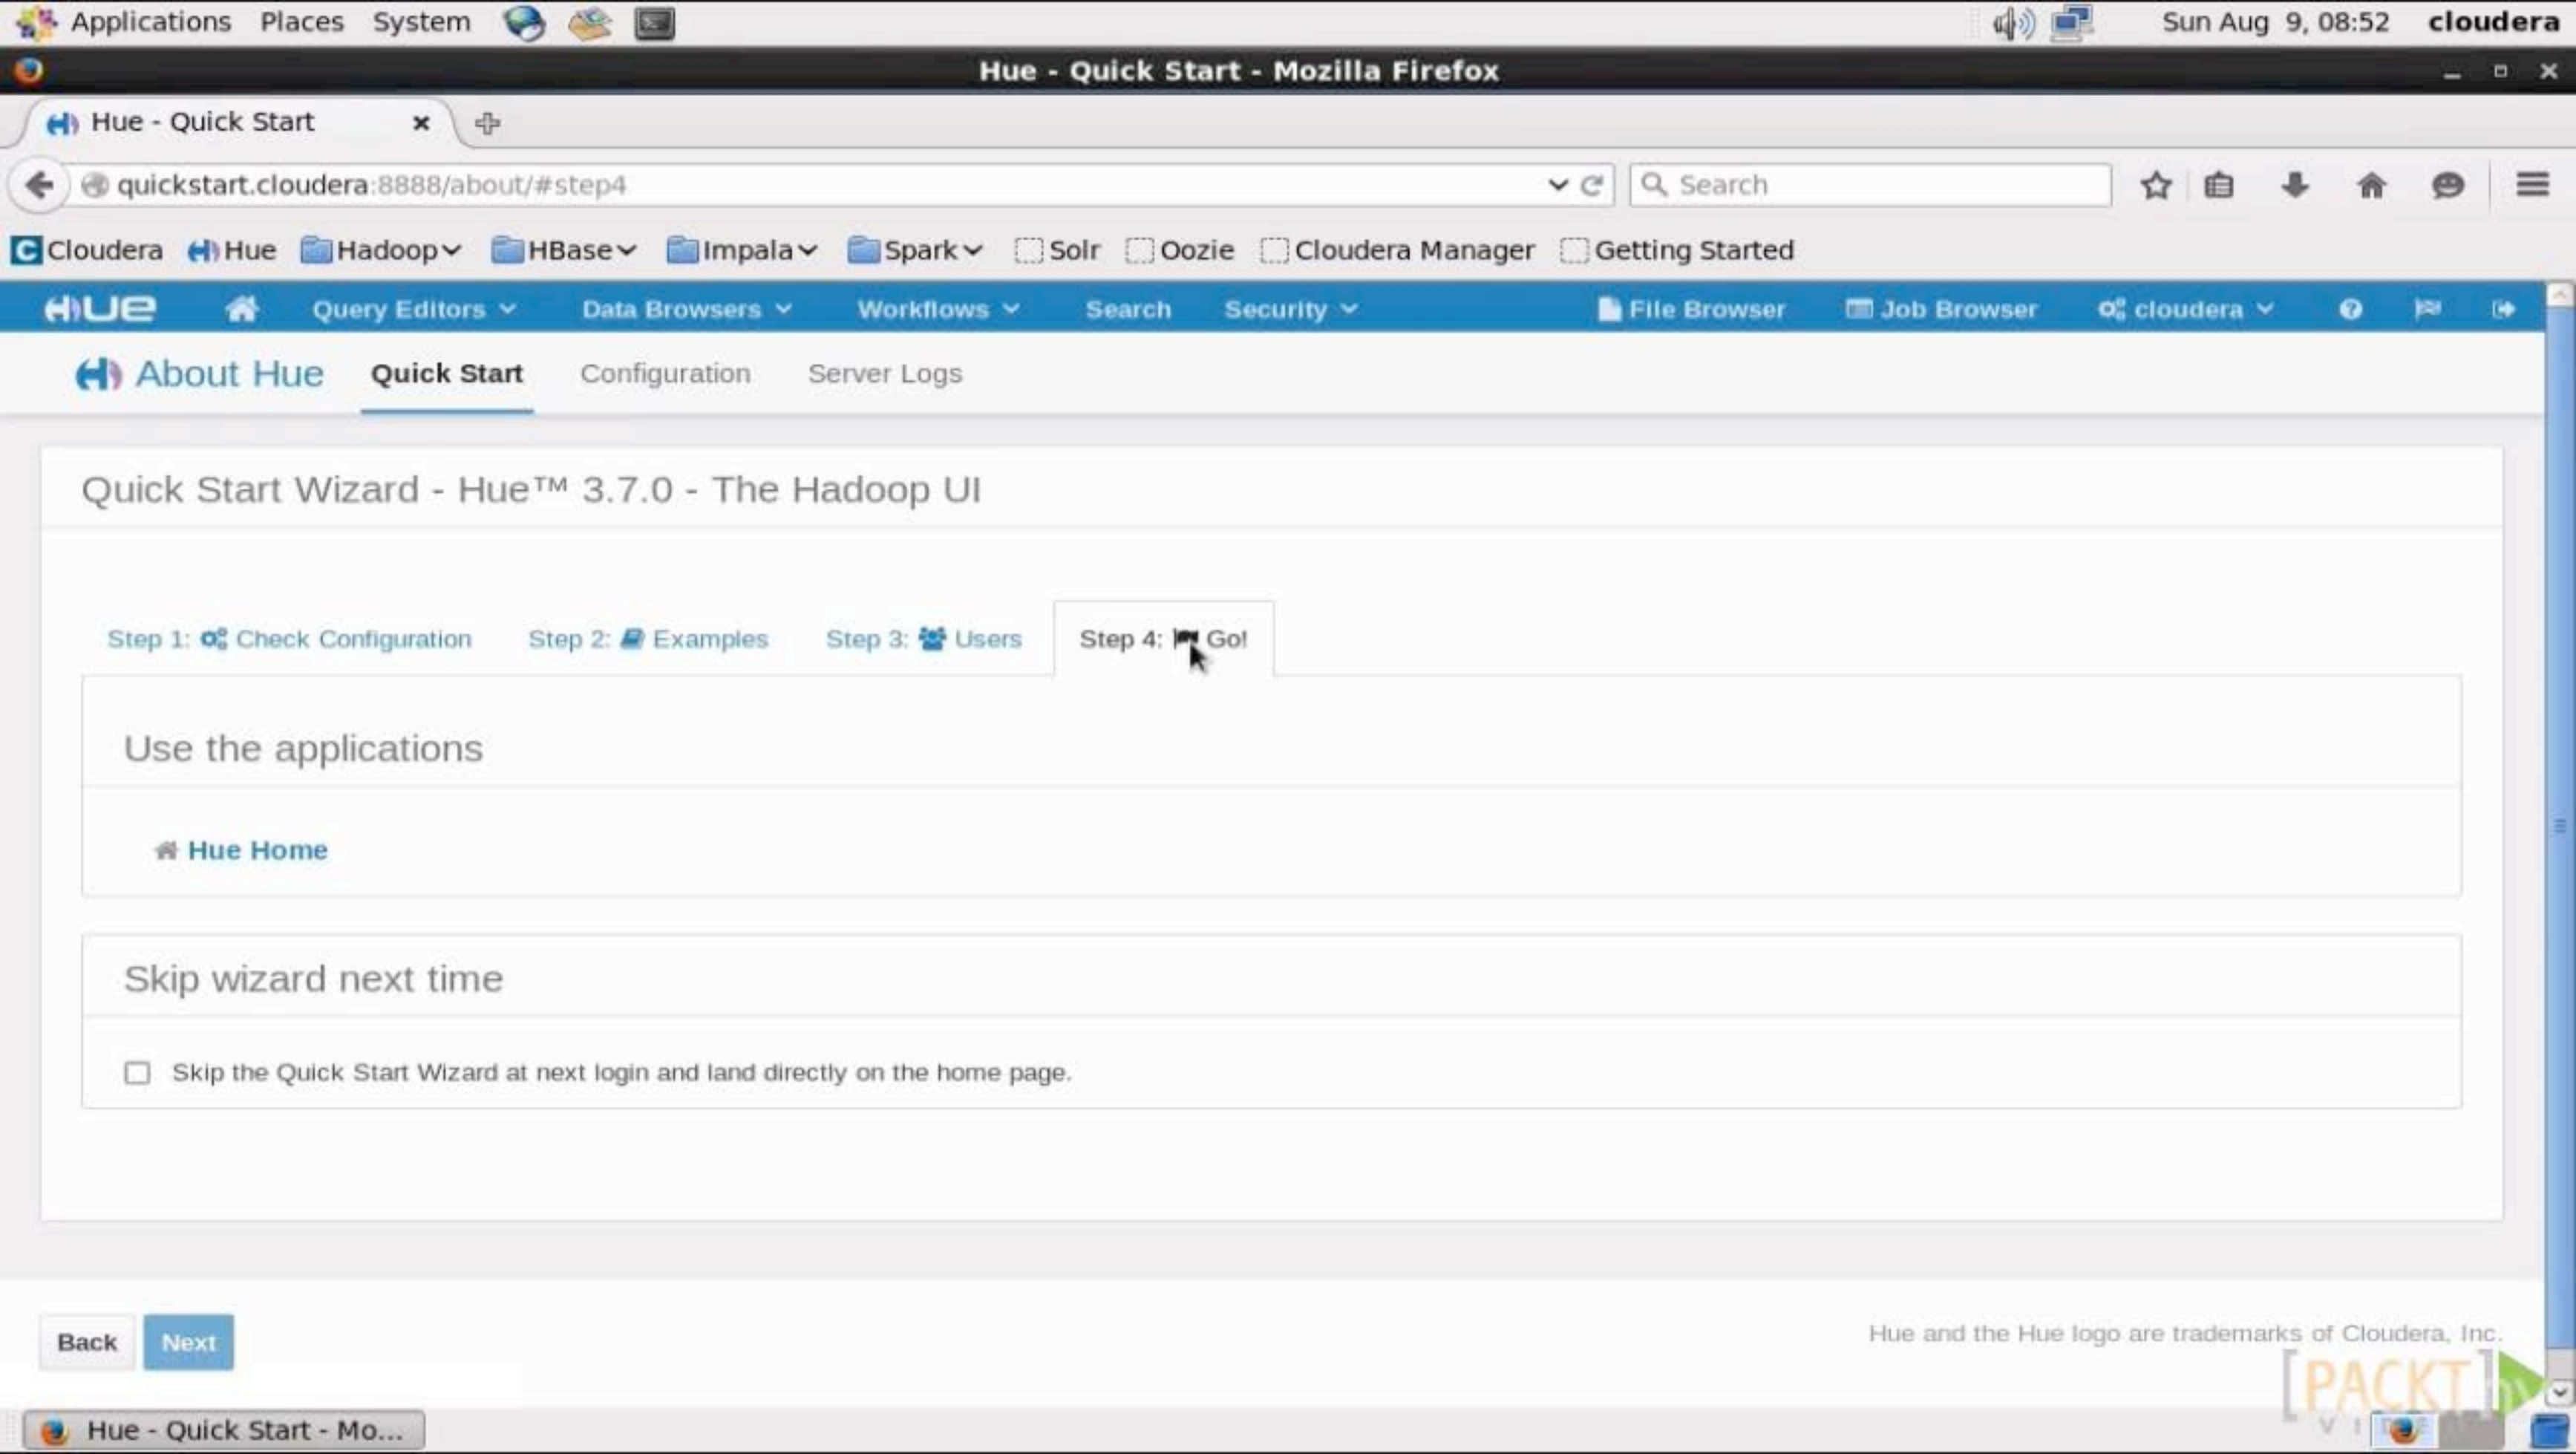 Applications Places System Sun Aug 9, 08:52 cloudera
Hue - Quick Start - Mozilla Firefox
Hue - Quick Start
quickstart.cloudera:8888/about/#step4 Search
Cloudera Hue Hadoop HBase Impala Spark Solr Oozie Cloudera Manager Getting Started
HUE Query Editors Data Browsers Workflows Search Security File Browser Job Browser cloudera
About Hue Quick Start Configuration Server Logs
Quick Start Wizard - Hue™ 3.7.0 - The Hadoop UI
Step 1: Check Configuration Step 2: Examples Step 3: Users Step 4: Go!
Use the applications
Hue Home
Skip wizard next time
Skip the Quick Start Wizard at next login and land directly on the home page.
Back Next
Hue and the Hue logo are trademarks of Cloudera, Inc.
[PACKT]
Hue - Quick Start - Mo...